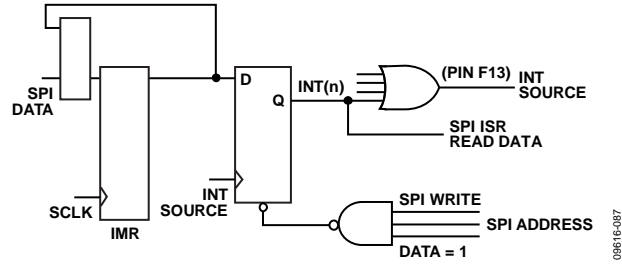 SPI
DATA
SCLK
IMR
D
Q
INT
SOURCE
INT(n)
(PIN F13)
INT
SOURCE
SPI ISR
READ DATA
SPI WRITE
SPI ADDRESS
DATA = 1
09616-087